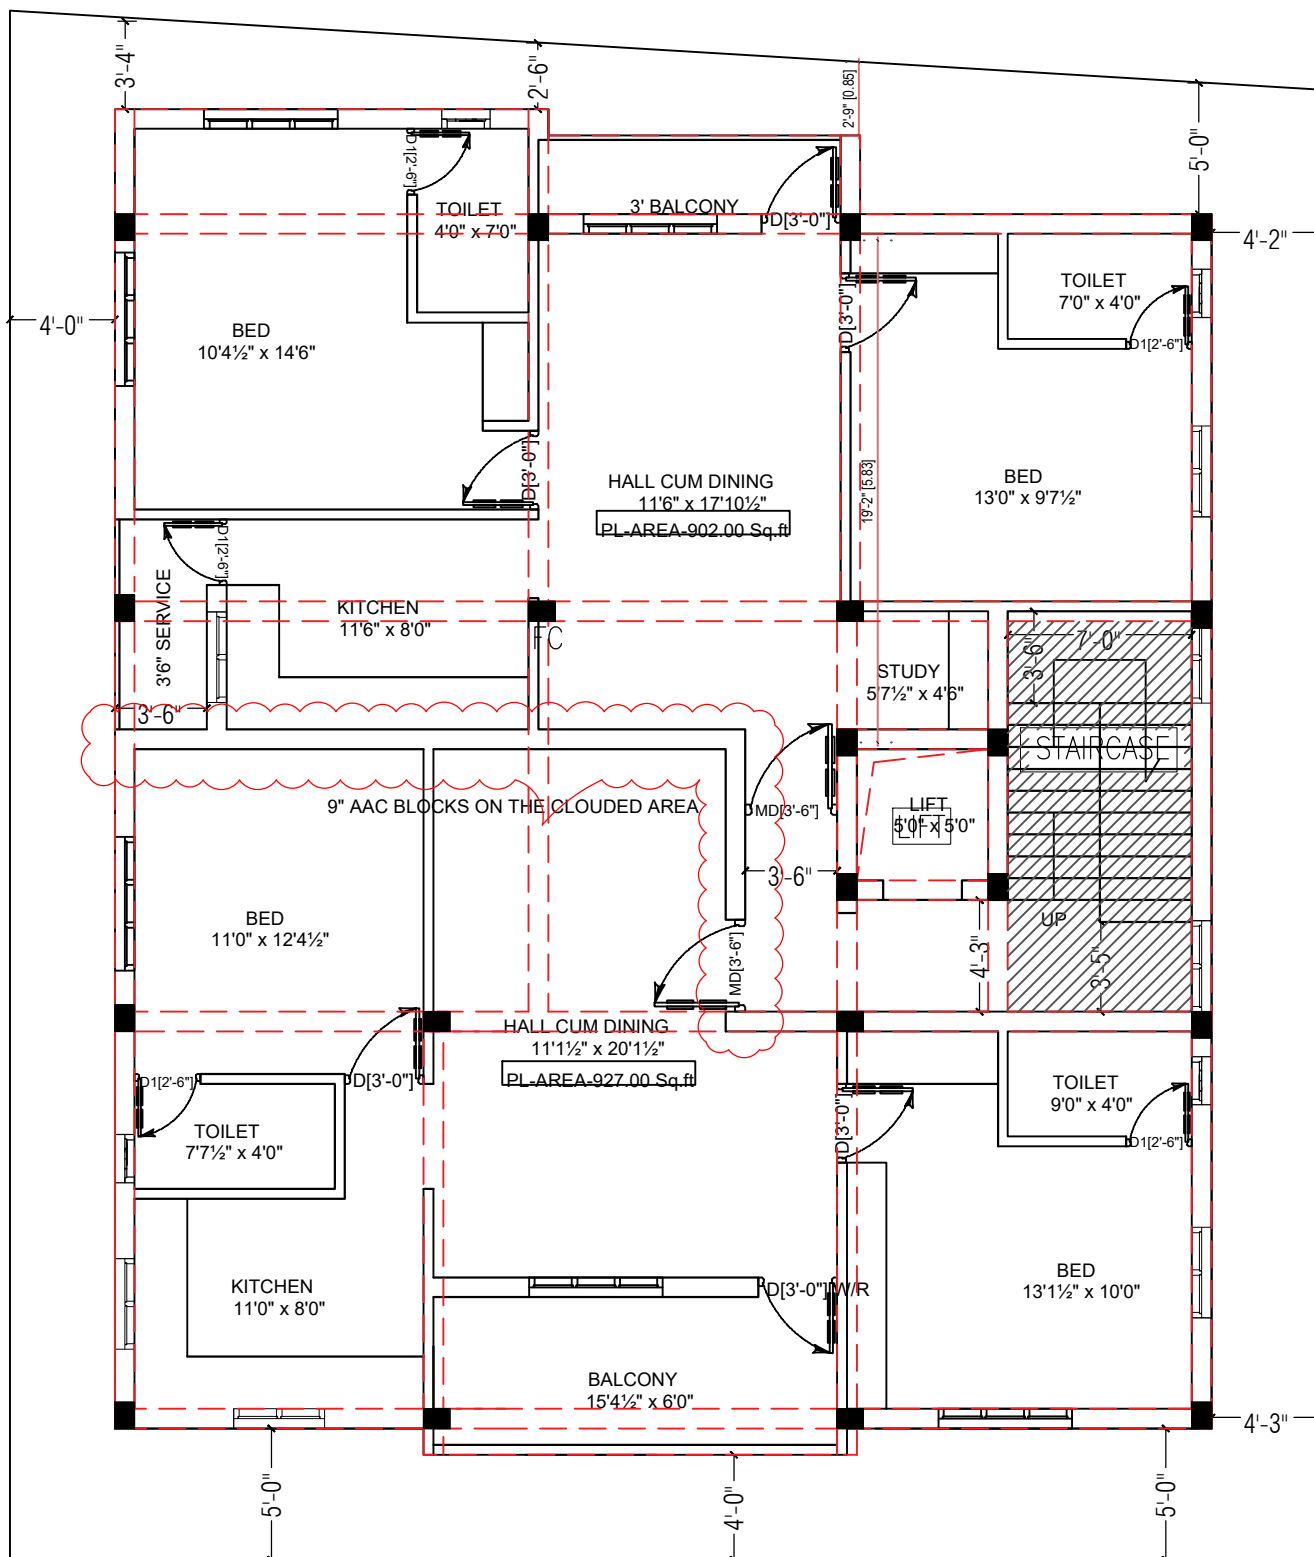 3'-4"
2'-6"
2'-9" [0.85]
5'-0"
D1[2'-6"]
TOILET
4'0" x 7'0"
3' BALCONY
D[3'-0"]
4'-2"
TOILET
7'0" x 4'0"
D[3'-0"]
D1[2'-6"]
4'-0"
BED
10'4½" x 14'6"
D[3'-0"]
HALL CUM DINING
11'6" x 17'10½"
PL-AREA-902.00 Sq.ft
19'-2" [5.83]
BED
13'0" x 9'7½"
D1[2'-6"]
3'6" SERVICE
KITCHEN
11'6" x 8'0"
FC
STUDY
5'7½" x 4'6"
3'-6"
7'-0"
3'-6"
STAIRCASE
9" AAC BLOCKS ON THE CLOUDED AREA
MD[3'-6"]
LIFT
5'0" x 5'0"
LIFT
3'-6"
BED
11'0" x 12'4½"
MD[3'-6"]
4'-3"
UP
3'-5"
HALL CUM DINING
11'1½" x 20'1½"
PL-AREA-927.00 Sq.ft
D1[2'-6"]
D[3'-0"]
TOILET
9'0" x 4'0"
D[3'-0"]
D1[2'-6"]
TOILET
7'7½" x 4'0"
KITCHEN
11'0" x 8'0"
D[3'-0"] W/R
BED
13'1½" x 10'0"
BALCONY
15'4½" x 6'0"
4'-3"
5'-0"
4'-0"
5'-0"